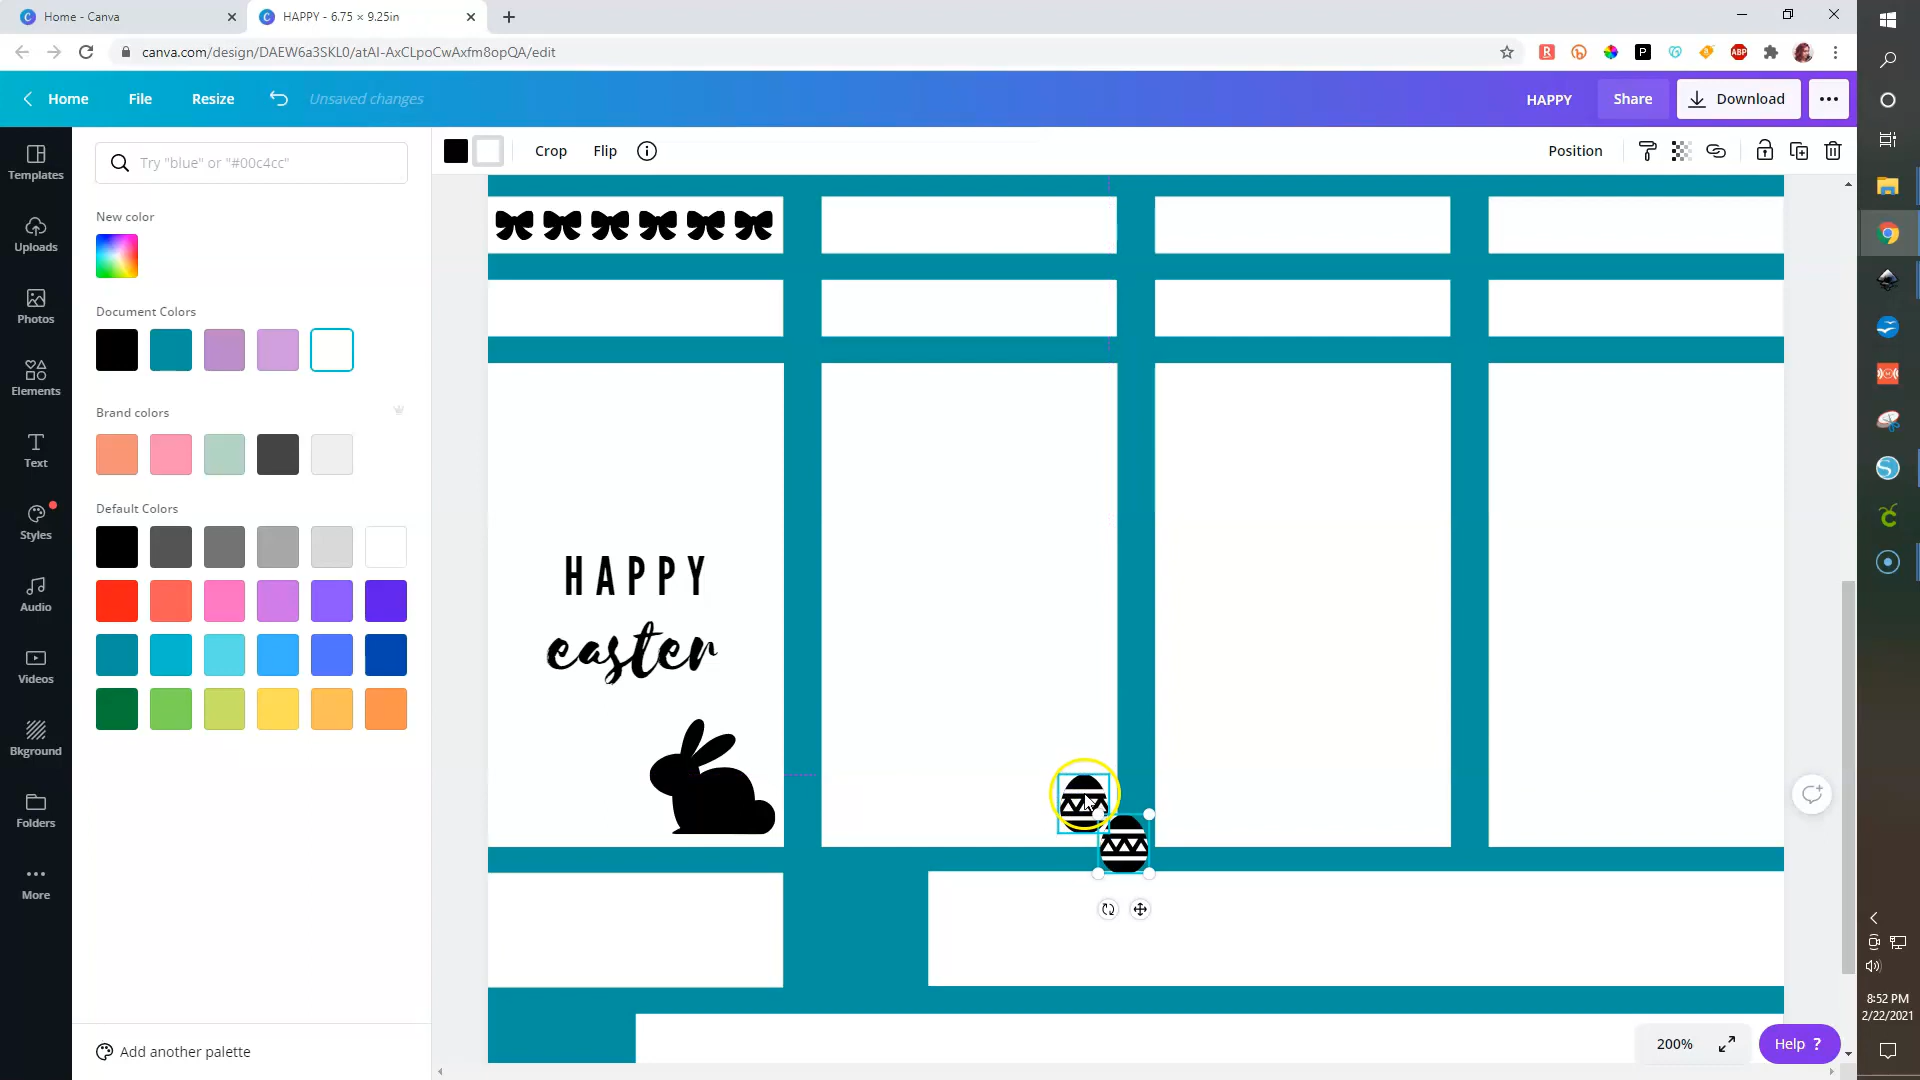 Home - Canva
HAPPY - 6.75 × 9.25in
canva.com/design/DAEW6a3SKL0/atAI-AxCLpoCwAxfm8opQA/edit
Home
File
Resize
Unsaved changes
HAPPY
Share
Download
Templates
Uploads
Photos
Elements
Text
Styles
Audio
Videos
Bkground
Folders
More
Try "blue" or "#00c4cc"
New color
Document Colors
Brand colors
Default Colors
Add another palette
Crop
Flip
Position
HAPPY
easter
200%
Help ?
ABP
8:52 PM
2/22/2021